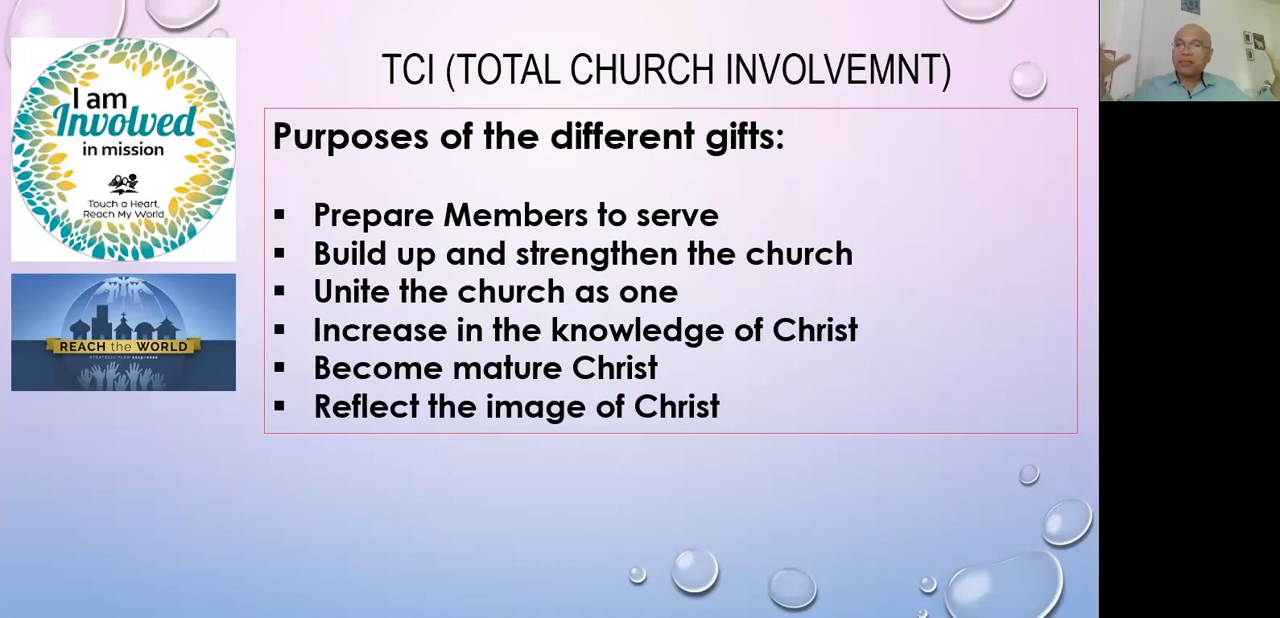 TCI (TOTAL CHURCH INVOLVEMNT)
I am
Involved
in mission
Touch a Heart,
Reach My World
REACH the WORLD
Purposes of the different gifts:
▪ Prepare Members to serve
▪ Build up and strengthen the church
▪ Unite the church as one
▪ Increase in the knowledge of Christ
▪ Become mature Christ
▪ Reflect the image of Christ